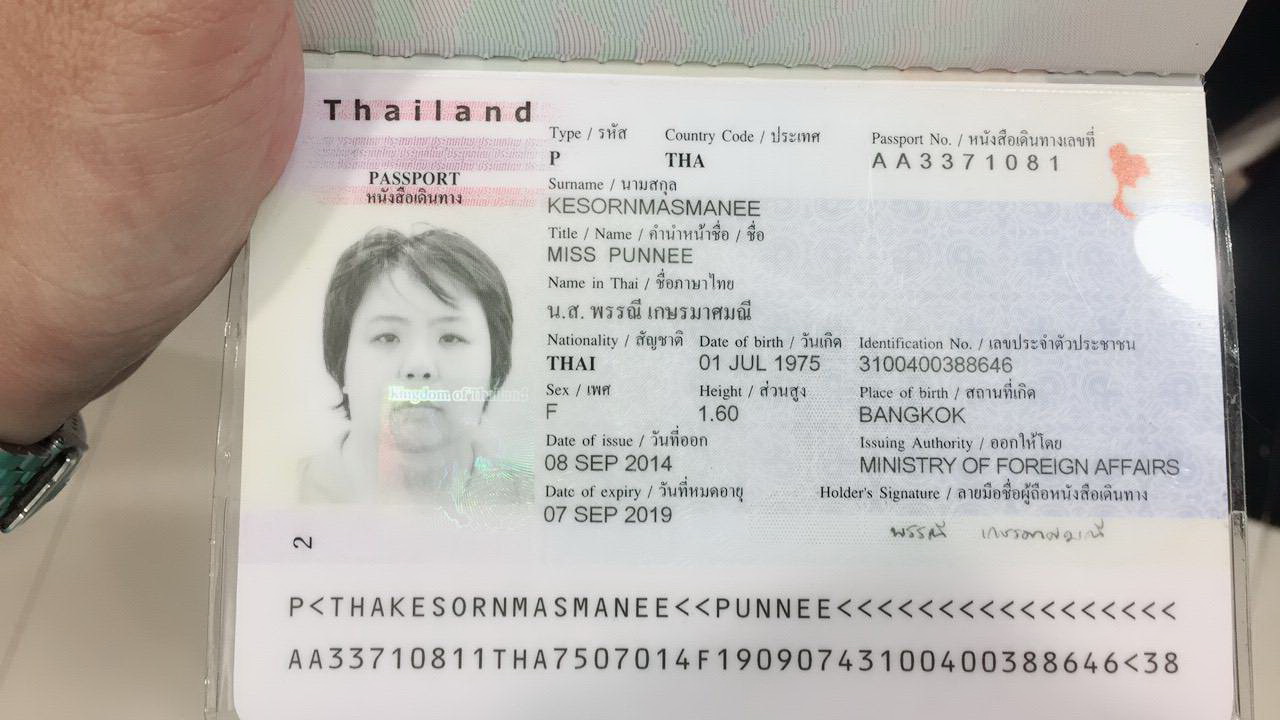 Thailand
PASSPORT
หนังสือเดินทาง
Type / รหัส Country Code / ประเทศ Passport No. / หนังสือเดินทางเลขที่
P THA AA3371081
Surname / นามสกุล
KESORNMASMANEE
Title / Name / คำนำหน้าชื่อ / ชื่อ
MISS PUNNEE
Name in Thai / ชื่อภาษาไทย
น.ส. พรรณี เกษรมาศมณี
Nationality / สัญชาติ Date of birth / วันเกิด Identification No. / เลขประจำตัวประชาชน
THAI 01 JUL 1975 3100400388646
Sex / เพศ Height / ส่วนสูง Place of birth / สถานที่เกิด
F 1.60 BANGKOK
Date of issue / วันที่ออก Issuing Authority / ออกให้โดย
08 SEP 2014 MINISTRY OF FOREIGN AFFAIRS
Date of expiry / วันที่หมดอายุ Holder's Signature / ลายมือชื่อผู้ถือหนังสือเดินทาง
07 SEP 2019
พรรณี เกษรมาศมณี
kingdom of Thailand
2
P<THAKESORNMASMANEE<<PUNNEE<<<<<<<<<<<<<<<<<
AA33710811THA7507014F19090743100400388646<38